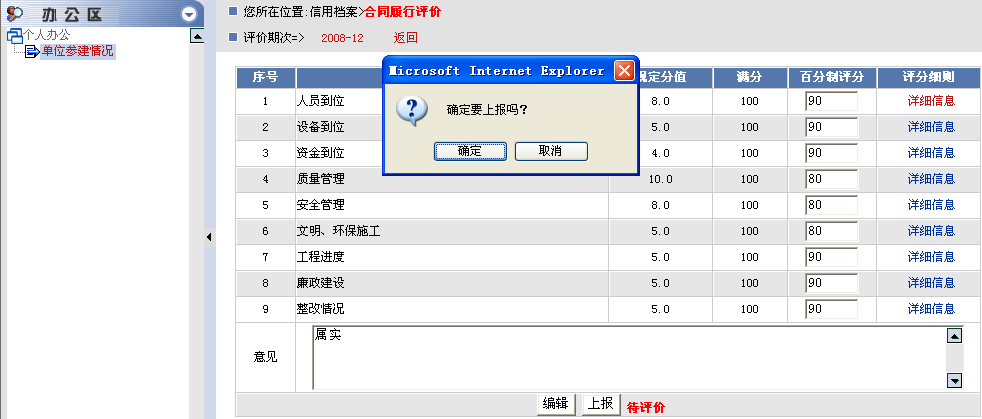 办公区
个人办公
单位参建情况
您所在位置:信用档案>合同履行评价
评价期次=> 2008-12 返回
Microsoft Internet Explorer
确定要上报吗?
确定 取消
序号 规定分值 满分 百分制评分 评分细则
1 人员到位 8.0 100 90 详细信息
2 设备到位 5.0 100 90 详细信息
3 资金到位 4.0 100 90 详细信息
4 质量管理 10.0 100 80 详细信息
5 安全管理 8.0 100 80 详细信息
6 文明、环保施工 5.0 100 80 详细信息
7 工程进度 5.0 100 90 详细信息
8 廉政建设 5.0 100 90 详细信息
9 整改情况 5.0 100 90 详细信息
意见 属实
编辑 上报 待评价